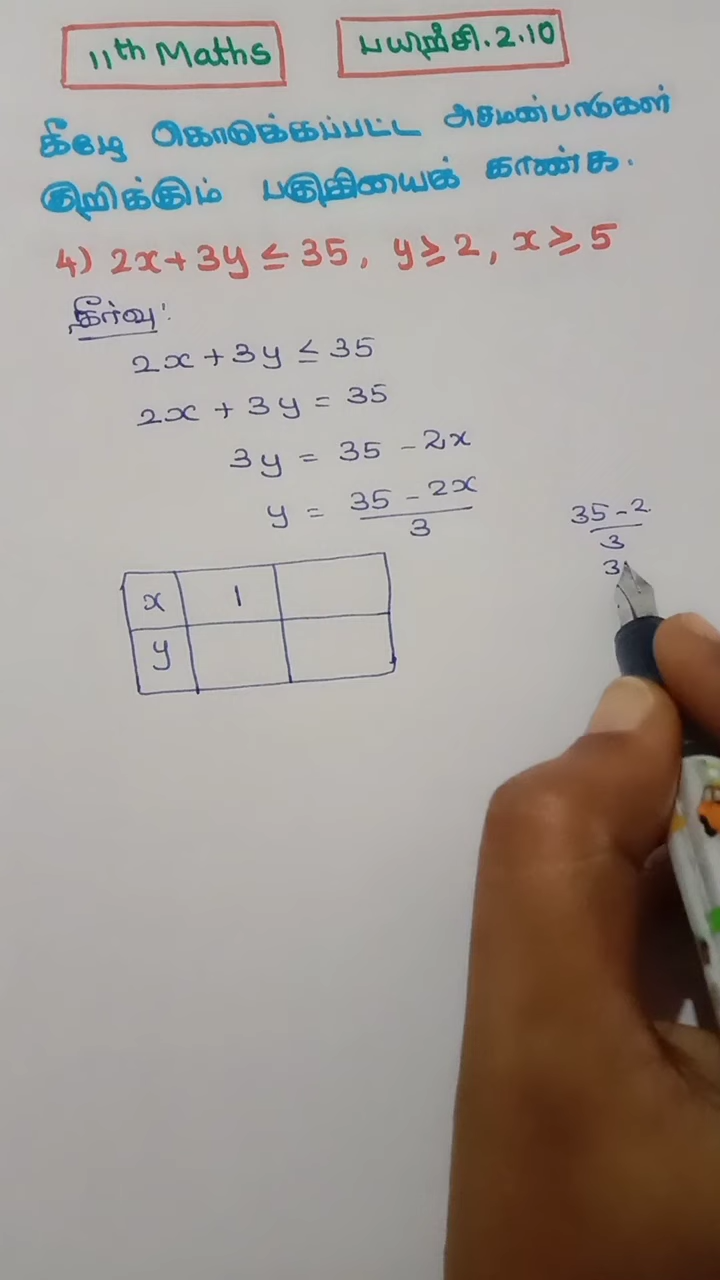 11th Maths
பயிற்சி.2.10
கீழே கொடுக்கப்பட்ட அசமன்பாடுகள்
குறிக்கும் பகுதியைக் காண்க.
4) 2x+3y ≤ 35, y ≥ 2, x ≥ 5
தீர்வு:
2x + 3y ≤ 35
2x + 3y = 35
3y = 35 - 2x
y = 35 - 2x / 3
35 - 2 / 3
x 1
y